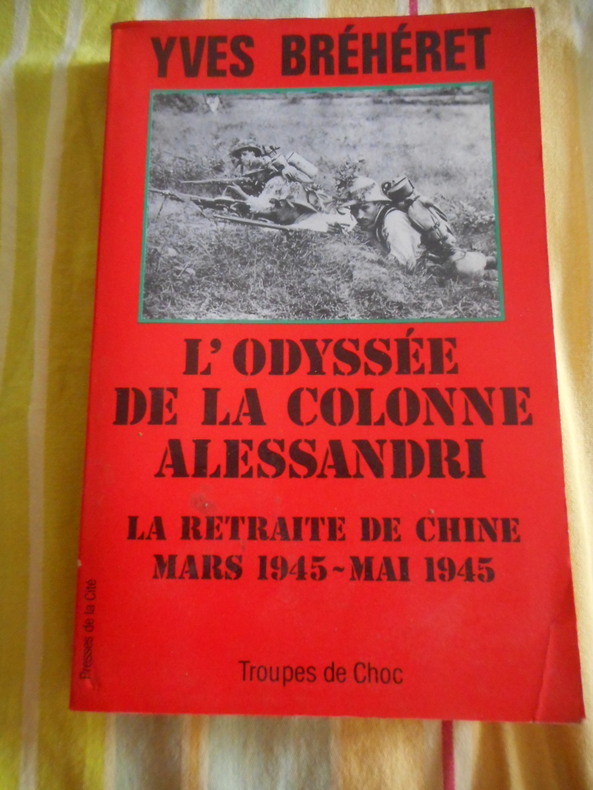 YVES BRÉHÉRET
L'ODYSSÉE
DE LA COLONNE
ALESSANDRI
LA RETRAITE DE CHINE
MARS 1945~MAI 1945
Presses de la Cité
Troupes de Choc